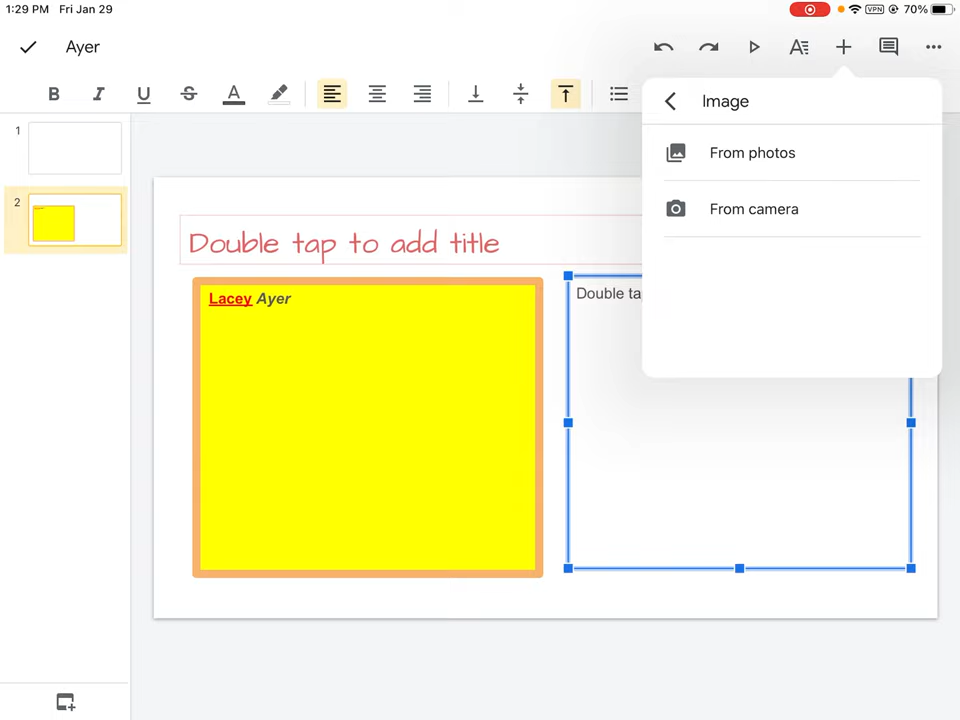 1:29 PM Fri Jan 29
VPN 70%
Ayer
B I U S A A
Image
From photos
From camera
1
2
Double tap to add title
Lacey Ayer
Double ta